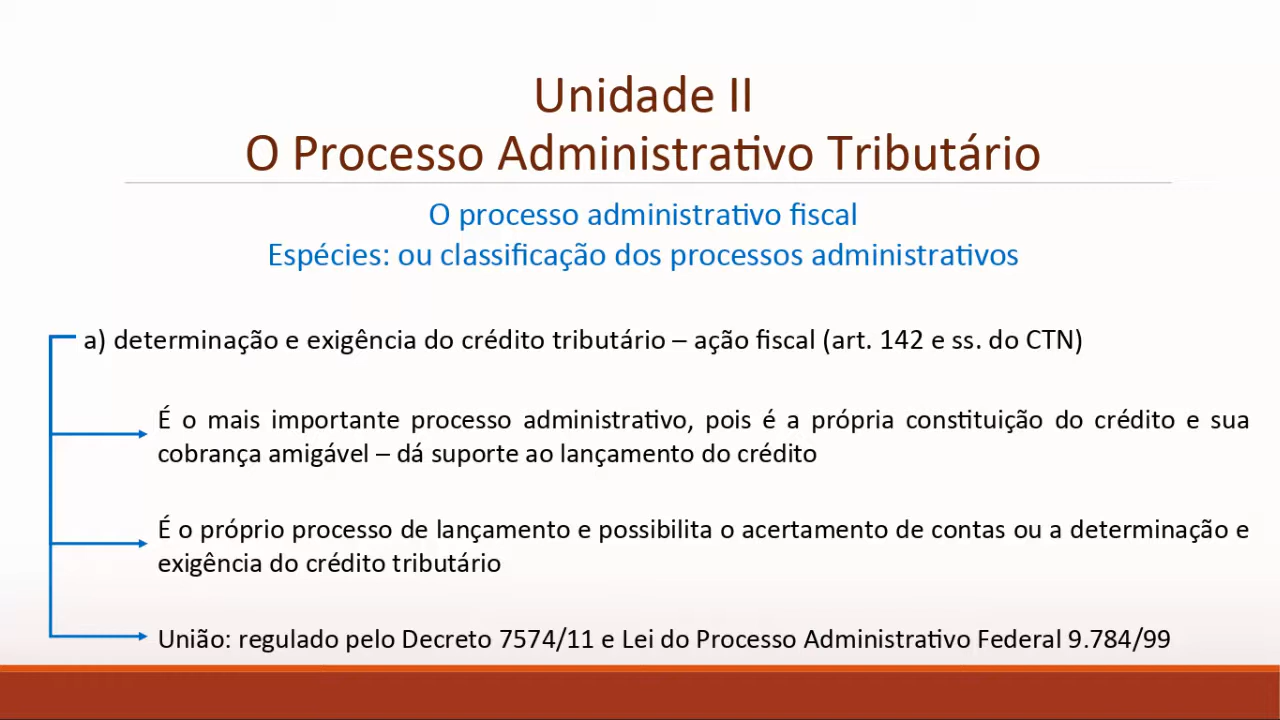 Unidade II
O Processo Administrativo Tributário
O processo administrativo fiscal
Espécies: ou classificação dos processos administrativos
a) determinação e exigência do crédito tributário – ação fiscal (art. 142 e ss. do CTN)
É o mais importante processo administrativo, pois é a própria constituição do crédito e sua
cobrança amigável – dá suporte ao lançamento do crédito
É o próprio processo de lançamento e possibilita o acertamento de contas ou a determinação e
exigência do crédito tributário
União: regulado pelo Decreto 7574/11 e Lei do Processo Administrativo Federal 9.784/99